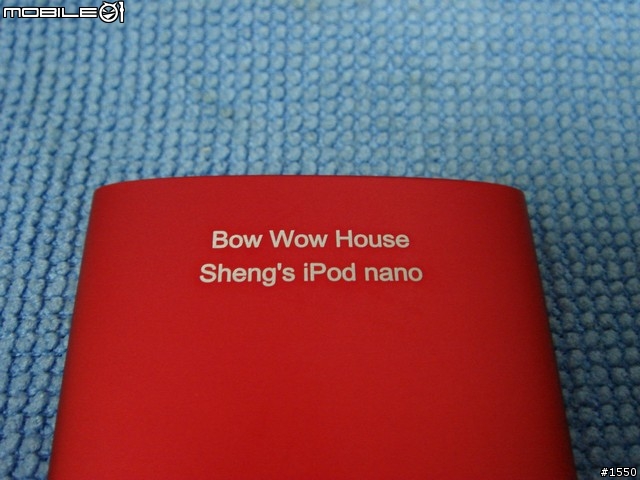 MOBILE01
Bow Wow House
Sheng's iPod nano
#1550